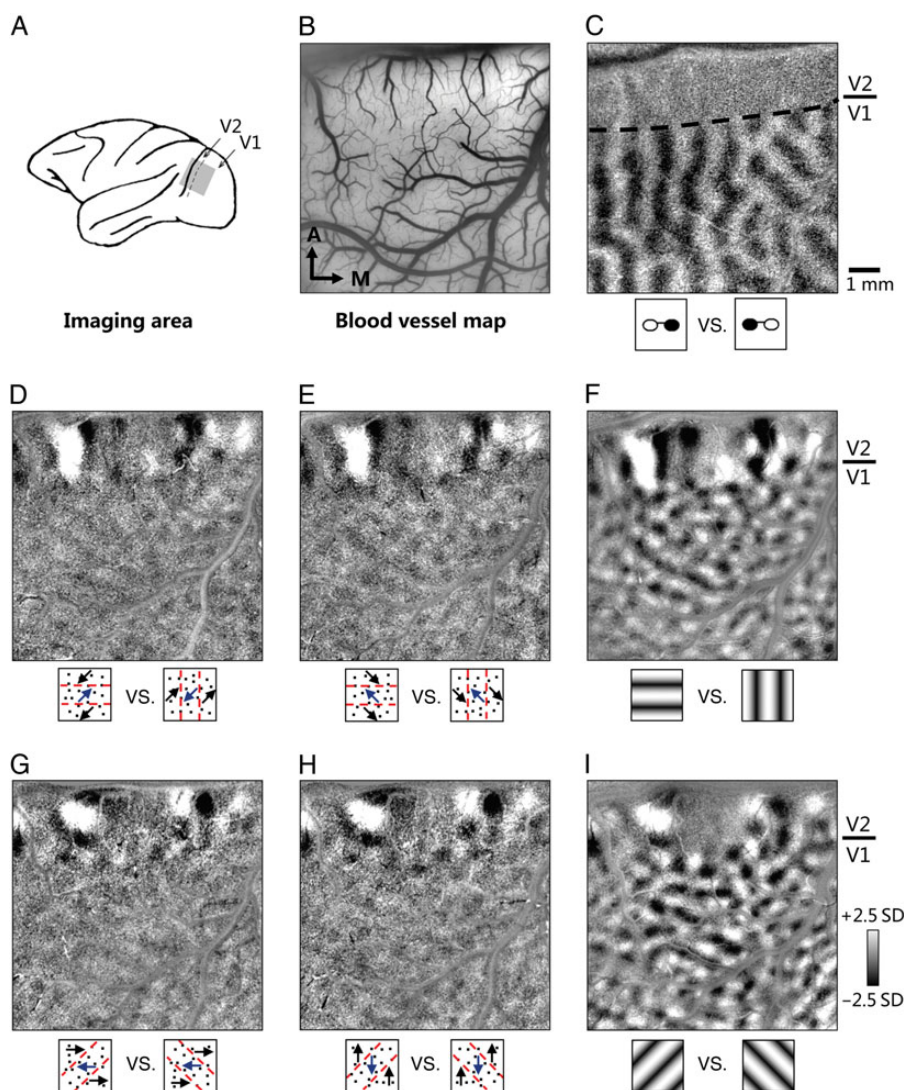 A
B
C
V2
V1
A
M
V2
V1
1 mm
Imaging area
Blood vessel map
VS.
D
E
F
V2
V1
VS.
VS.
VS.
G
H
I
V2
V1
+2.5 SD
−2.5 SD
VS.
VS.
VS.